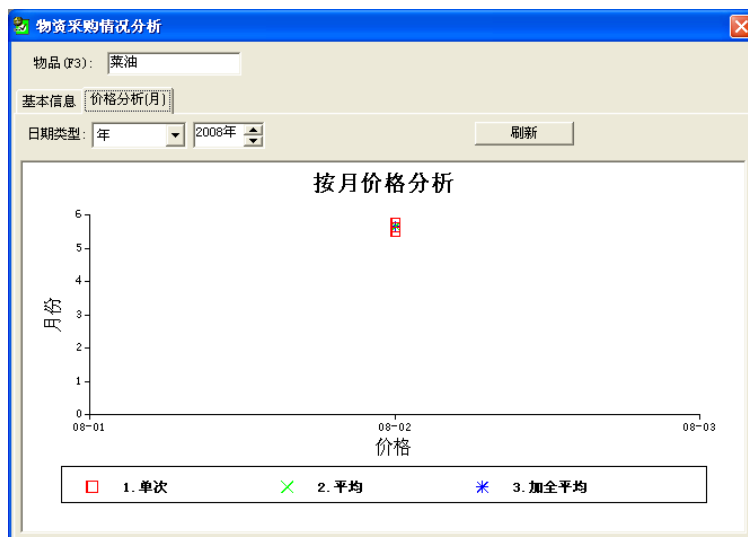 物资采购情况分析
物品(F3): 菜油
基本信息 价格分析(月)
日期类型: 年 2008年 刷新
按月价格分析
6
5
4
3
2
1
0
月份
08-01 08-02 08-03
价格
1.单次 2.平均 3.加全平均